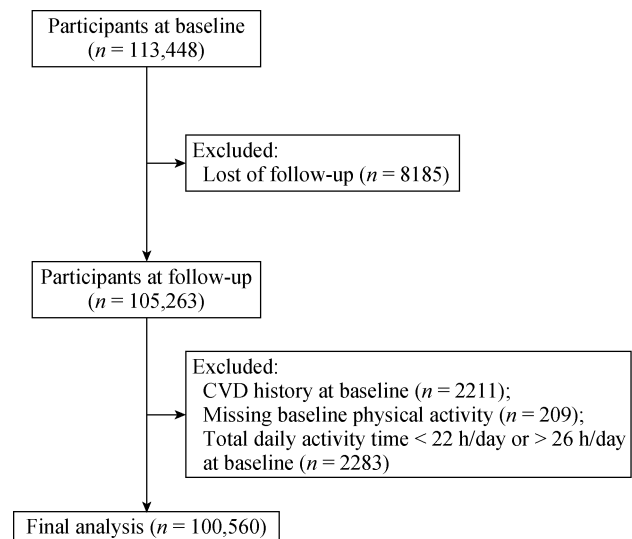 Participants at baseline
(n = 113,448)
Excluded:
Lost of follow-up (n = 8185)
Participants at follow-up
(n = 105,263)
Excluded:
CVD history at baseline (n = 2211);
Missing baseline physical activity (n = 209);
Total daily activity time < 22 h/day or > 26 h/day
at baseline (n = 2283)
Final analysis (n = 100,560)